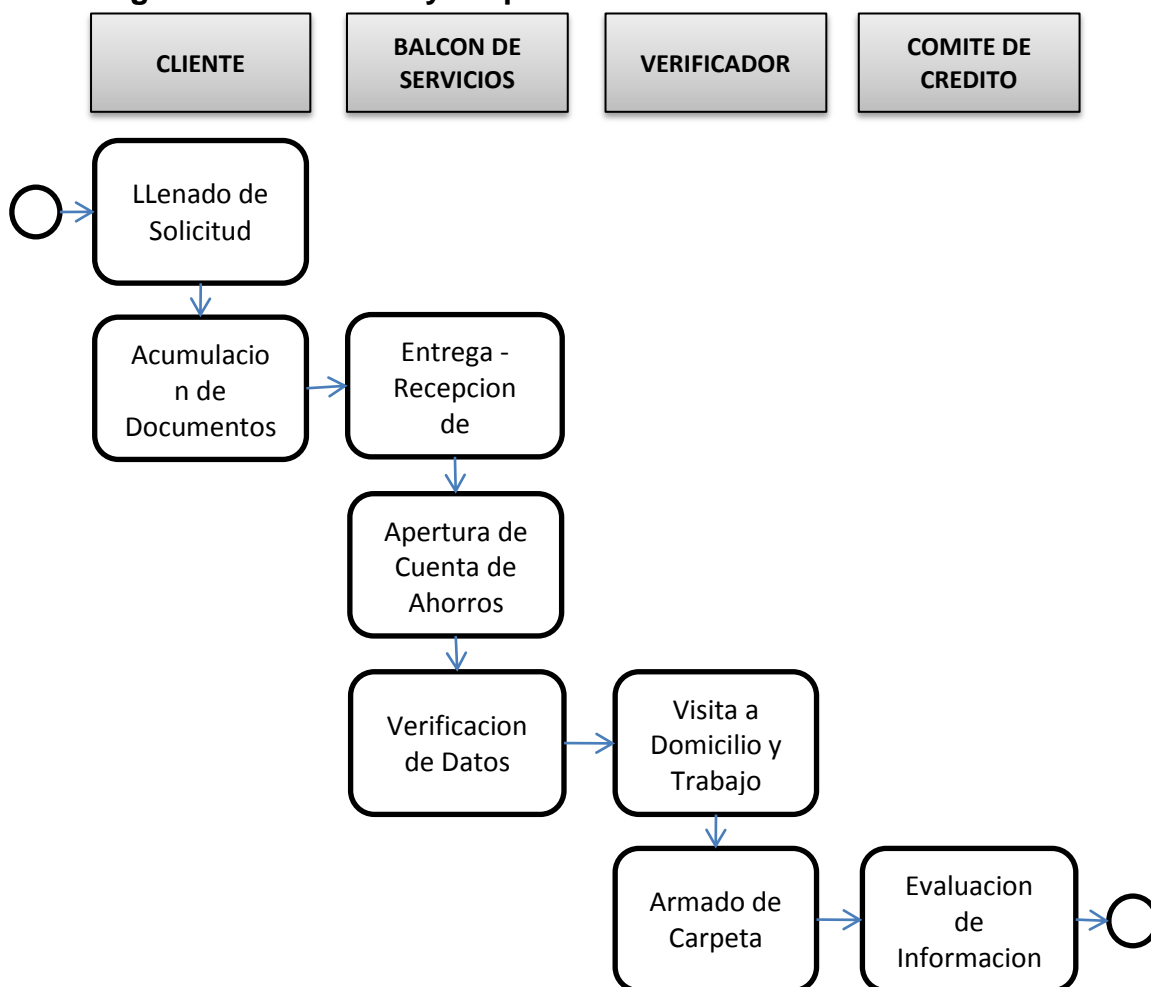 CLIENTE
BALCON DE
SERVICIOS
VERIFICADOR
COMITE DE
CREDITO
LLenado de
Solicitud
Acumulacio
n de
Documentos
Entrega -
Recepcion
de
Apertura de
Cuenta de
Ahorros
Verificacion
de Datos
Visita a
Domicilio y
Trabajo
Armado de
Carpeta
Evaluacion
de
Informacion